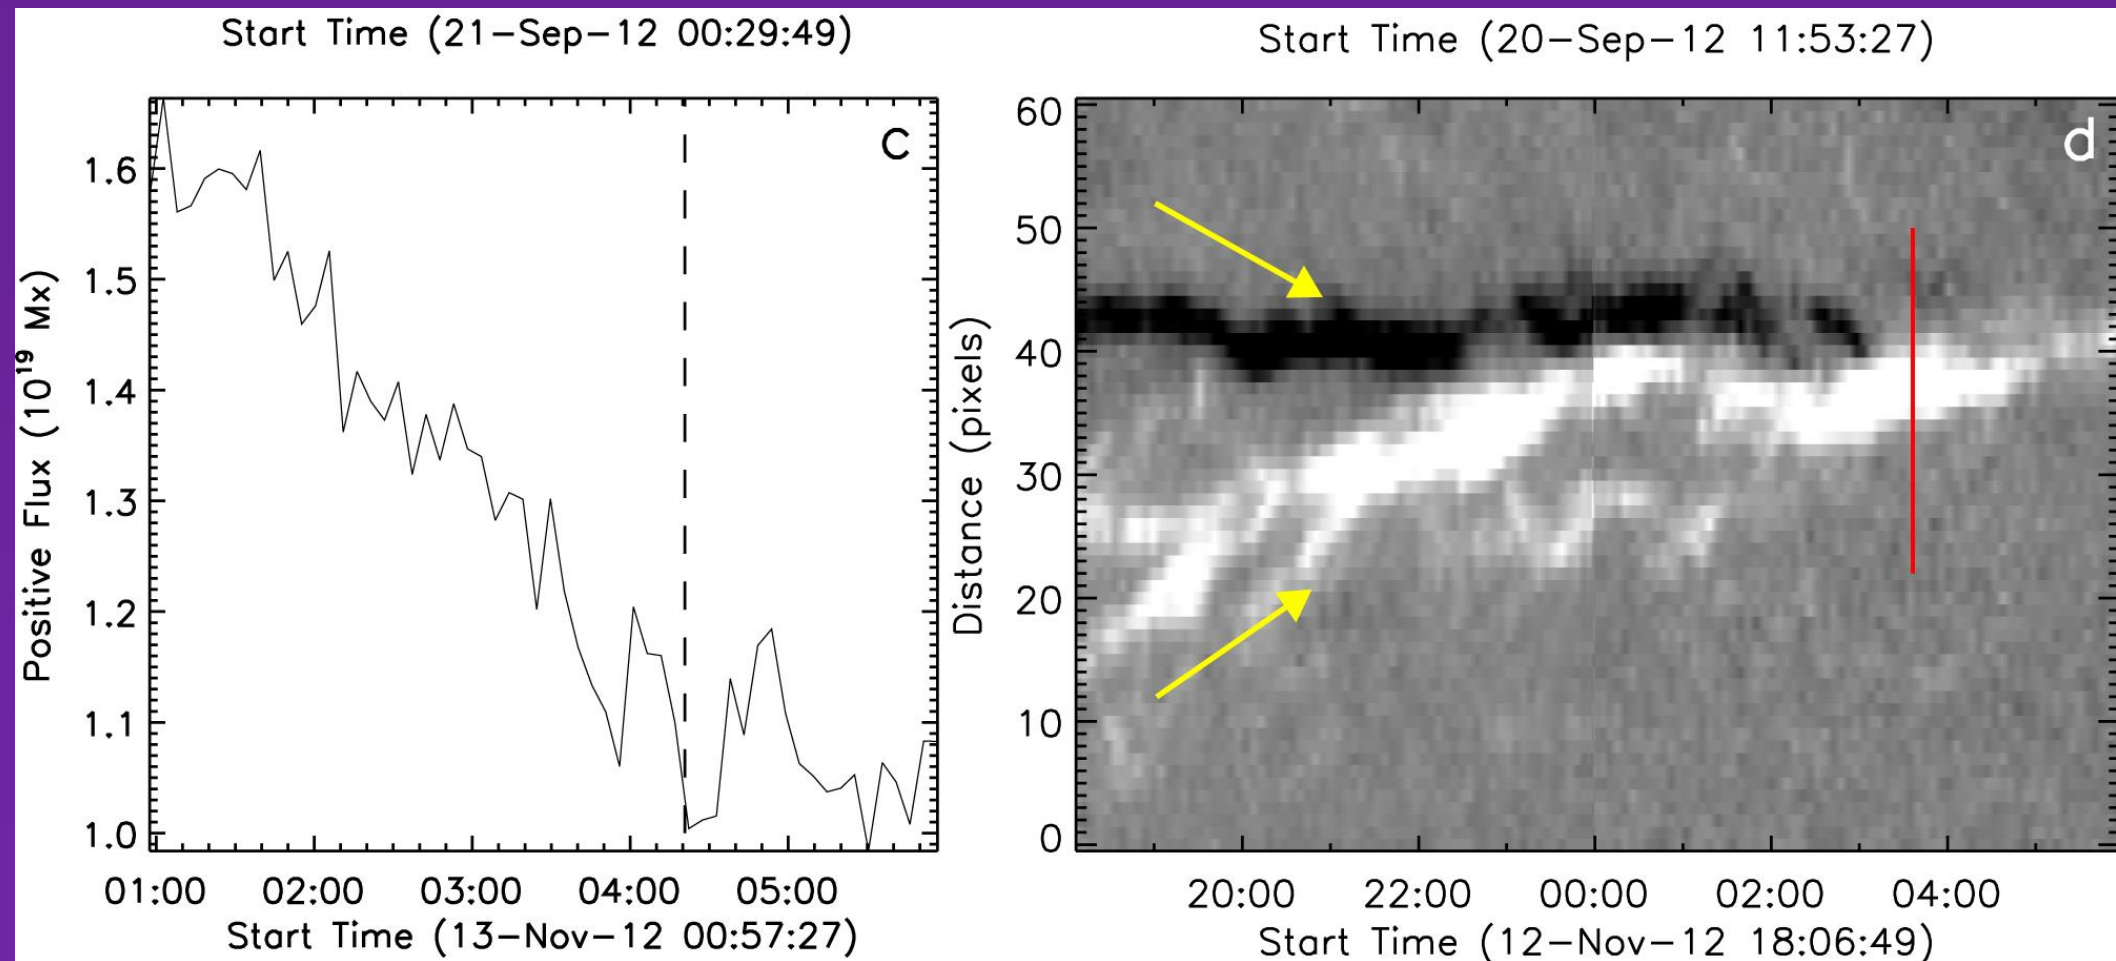 Start Time (21-Sep-12 00:29:49)
Start Time (20-Sep-12 11:53:27)
c
1.6
1.5
1.4
1.3
1.2
1.1
1.0
Positive Flux (10¹⁹ Mx)
01:00 02:00 03:00 04:00 05:00
Start Time (13-Nov-12 00:57:27)
d
60
50
40
30
20
10
0
Distance (pixels)
20:00 22:00 00:00 02:00 04:00
Start Time (12-Nov-12 18:06:49)